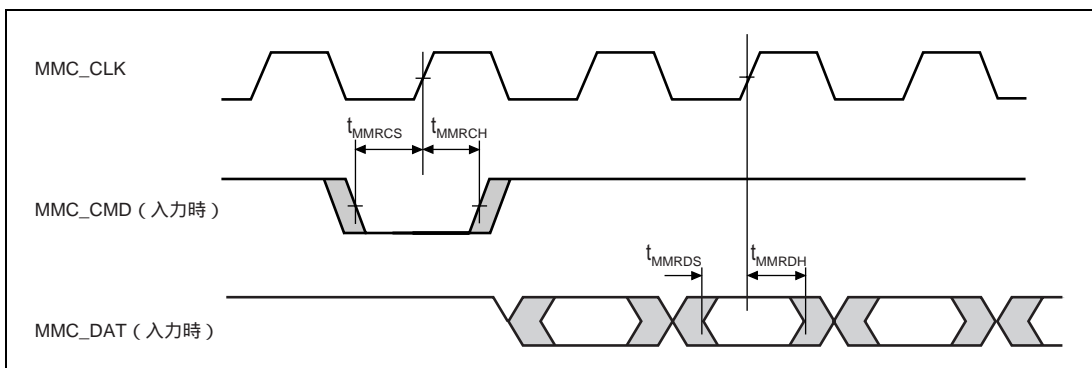 MMC_CLK
tMMRCS tMMRCH
MMC_CMD（入力時）
tMMRDS tMMRDH
MMC_DAT（入力時）